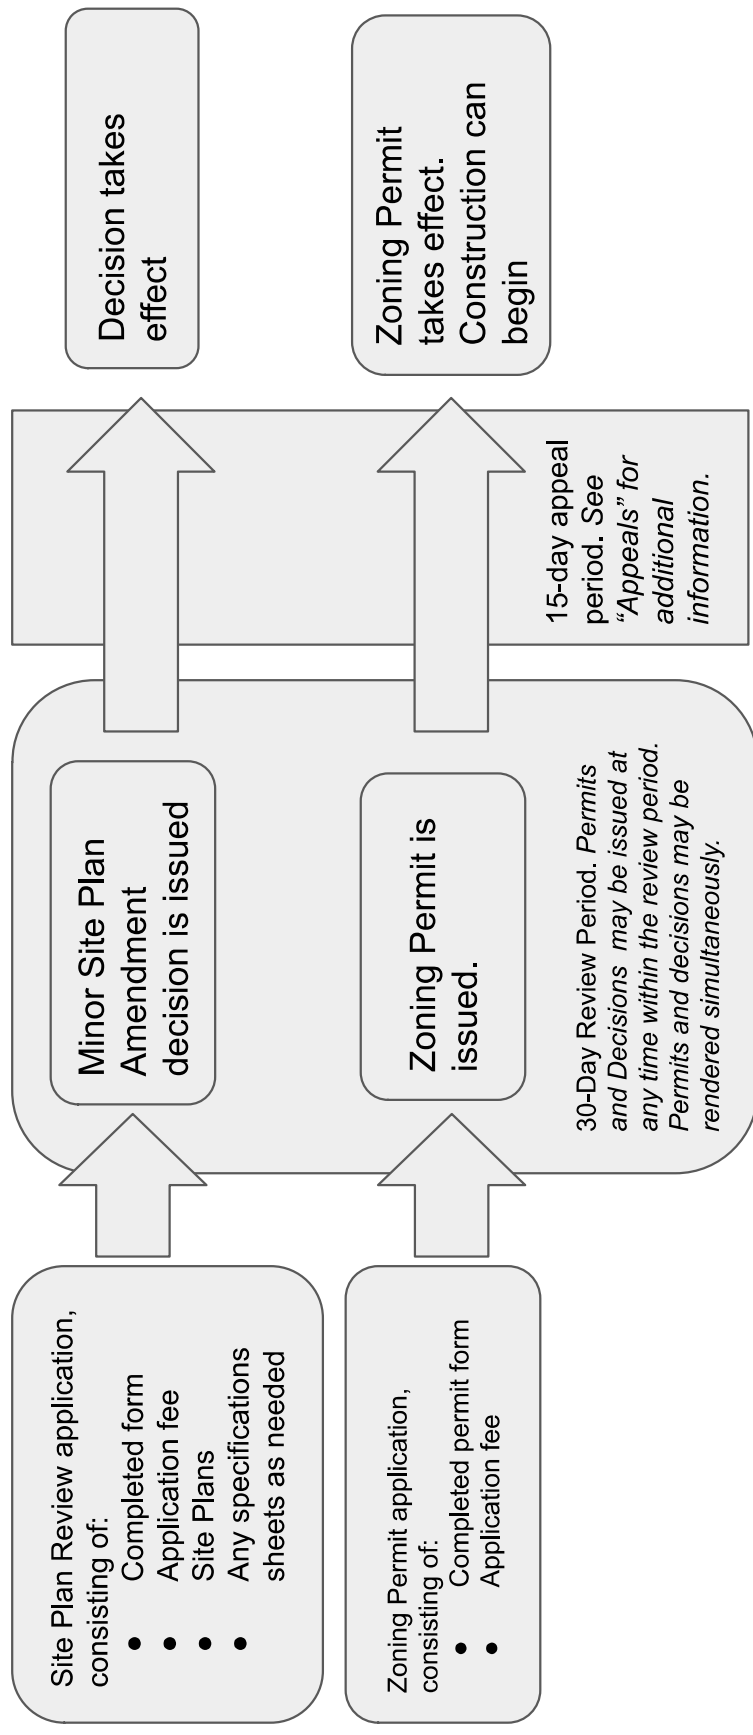 Site Plan Review application,
consisting of:
● Completed form
● Application fee
● Site Plans
● Any specifications
sheets as needed
Minor Site Plan
Amendment
decision is issued
Decision takes
effect
Zoning Permit application,
consisting of:
● Completed permit form
● Application fee
Zoning Permit is
issued.
Zoning Permit
takes effect.
Construction can
begin
30-Day Review Period. Permits
and Decisions  may be issued at
any time within the review period.
Permits and decisions may be
rendered simultaneously.
15-day appeal
period. See
“Appeals” for
additional
information.